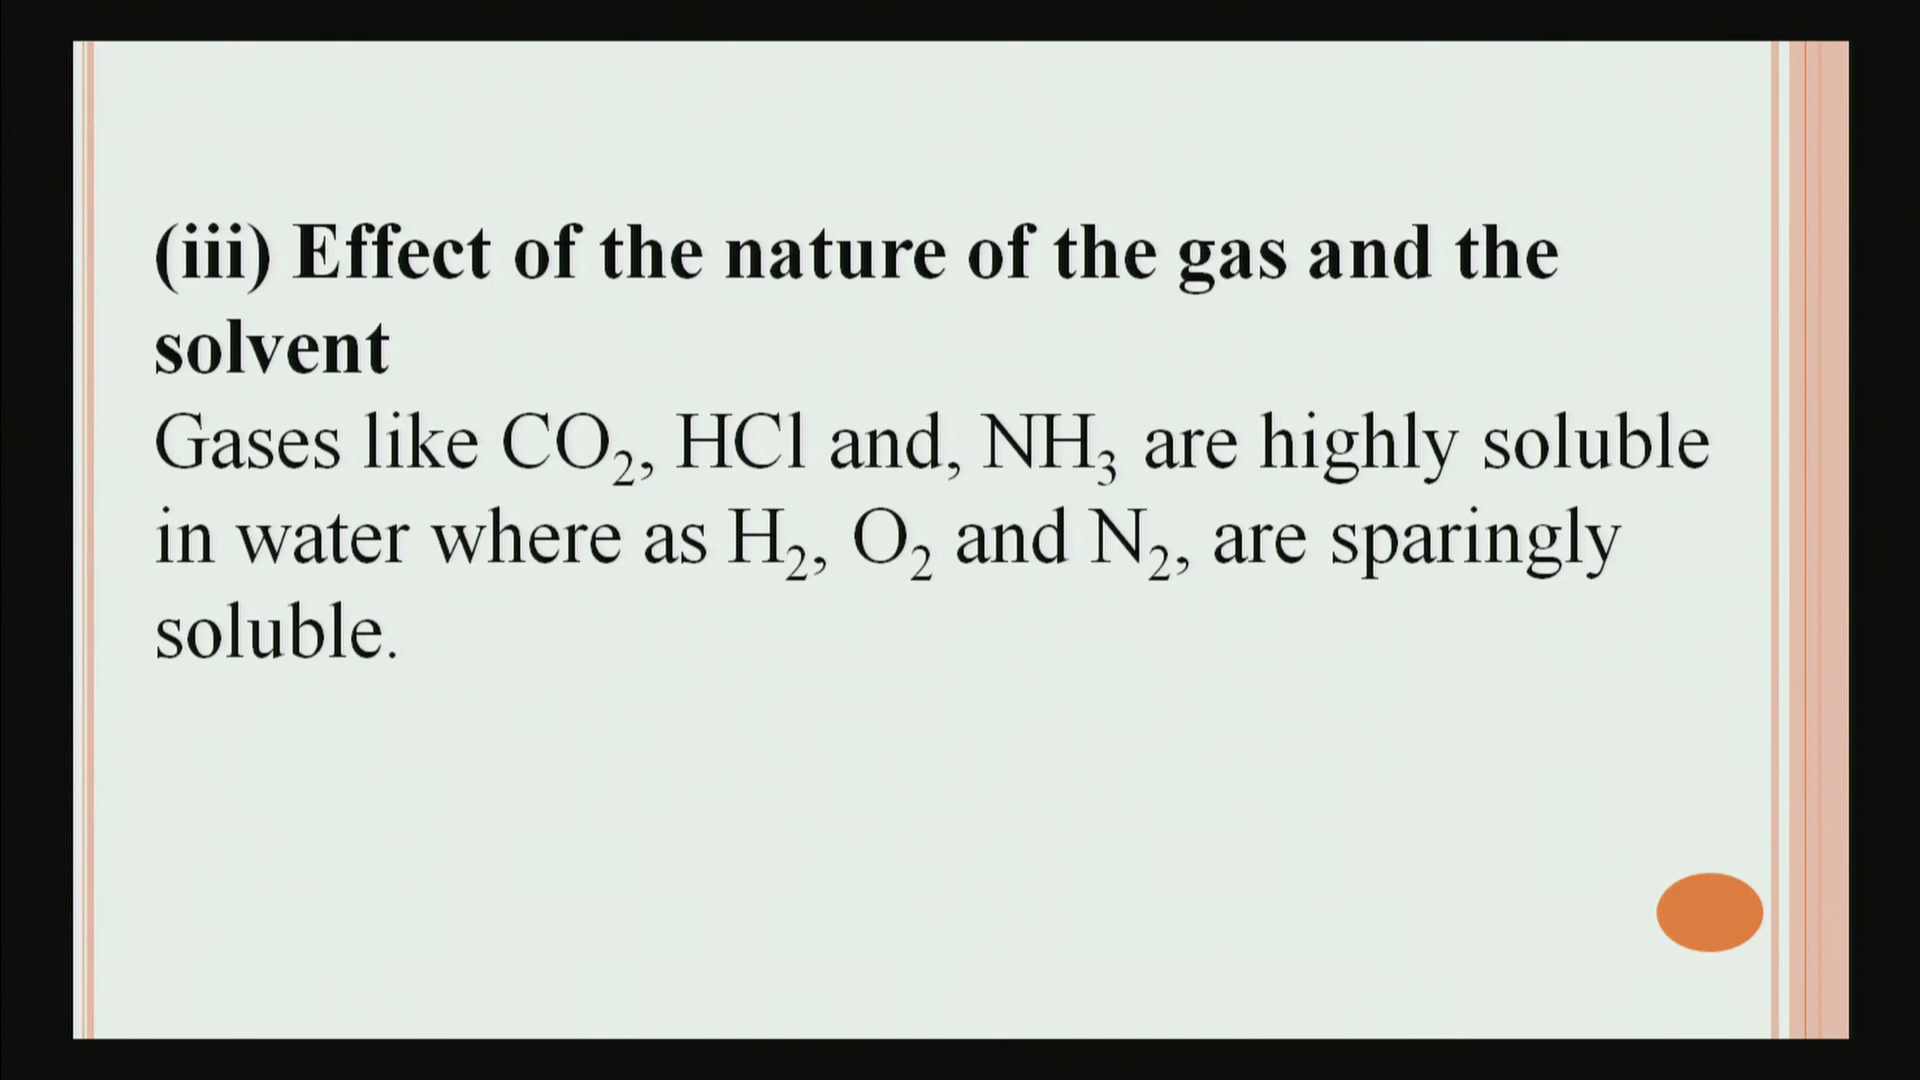 (iii) Effect of the nature of the gas and the
solvent
Gases like CO₂, HCl and, NH₃ are highly soluble
in water where as H₂, O₂ and N₂, are sparingly
soluble.